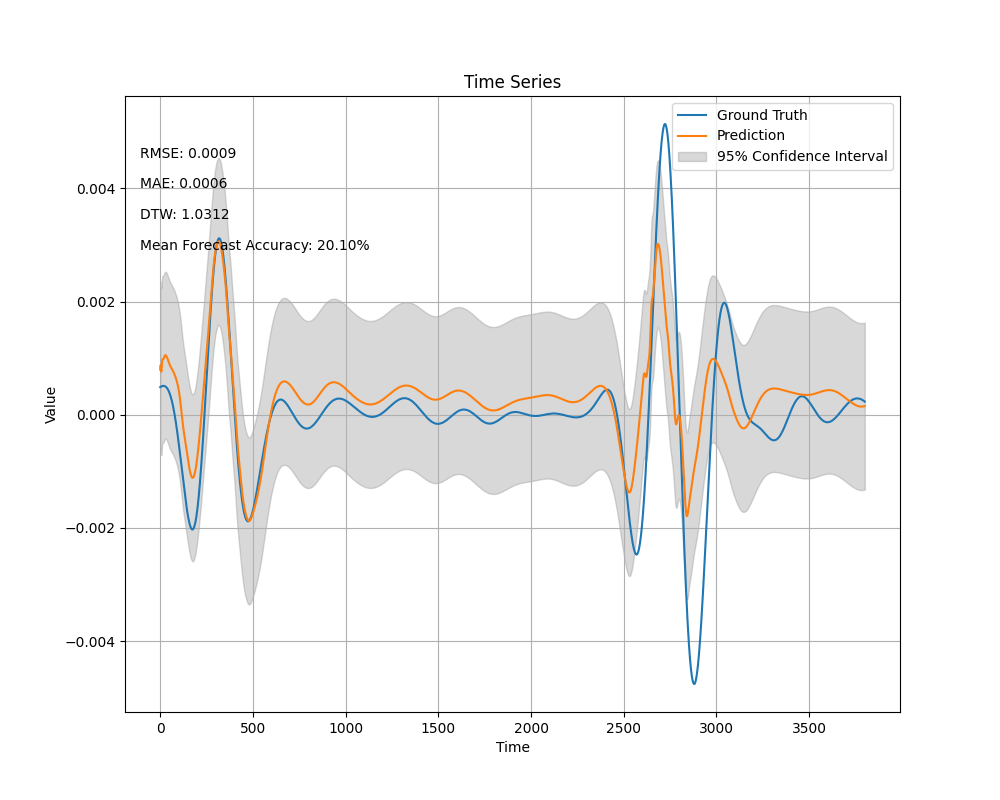 Time Series
Ground Truth
Prediction
95% Confidence Interval
RMSE: 0.0009
MAE: 0.0006
DTW: 1.0312
Mean Forecast Accuracy: 20.10%
Value
0.004
0.002
0.000
−0.002
−0.004
0 500 1000 1500 2000 2500 3000 3500
Time